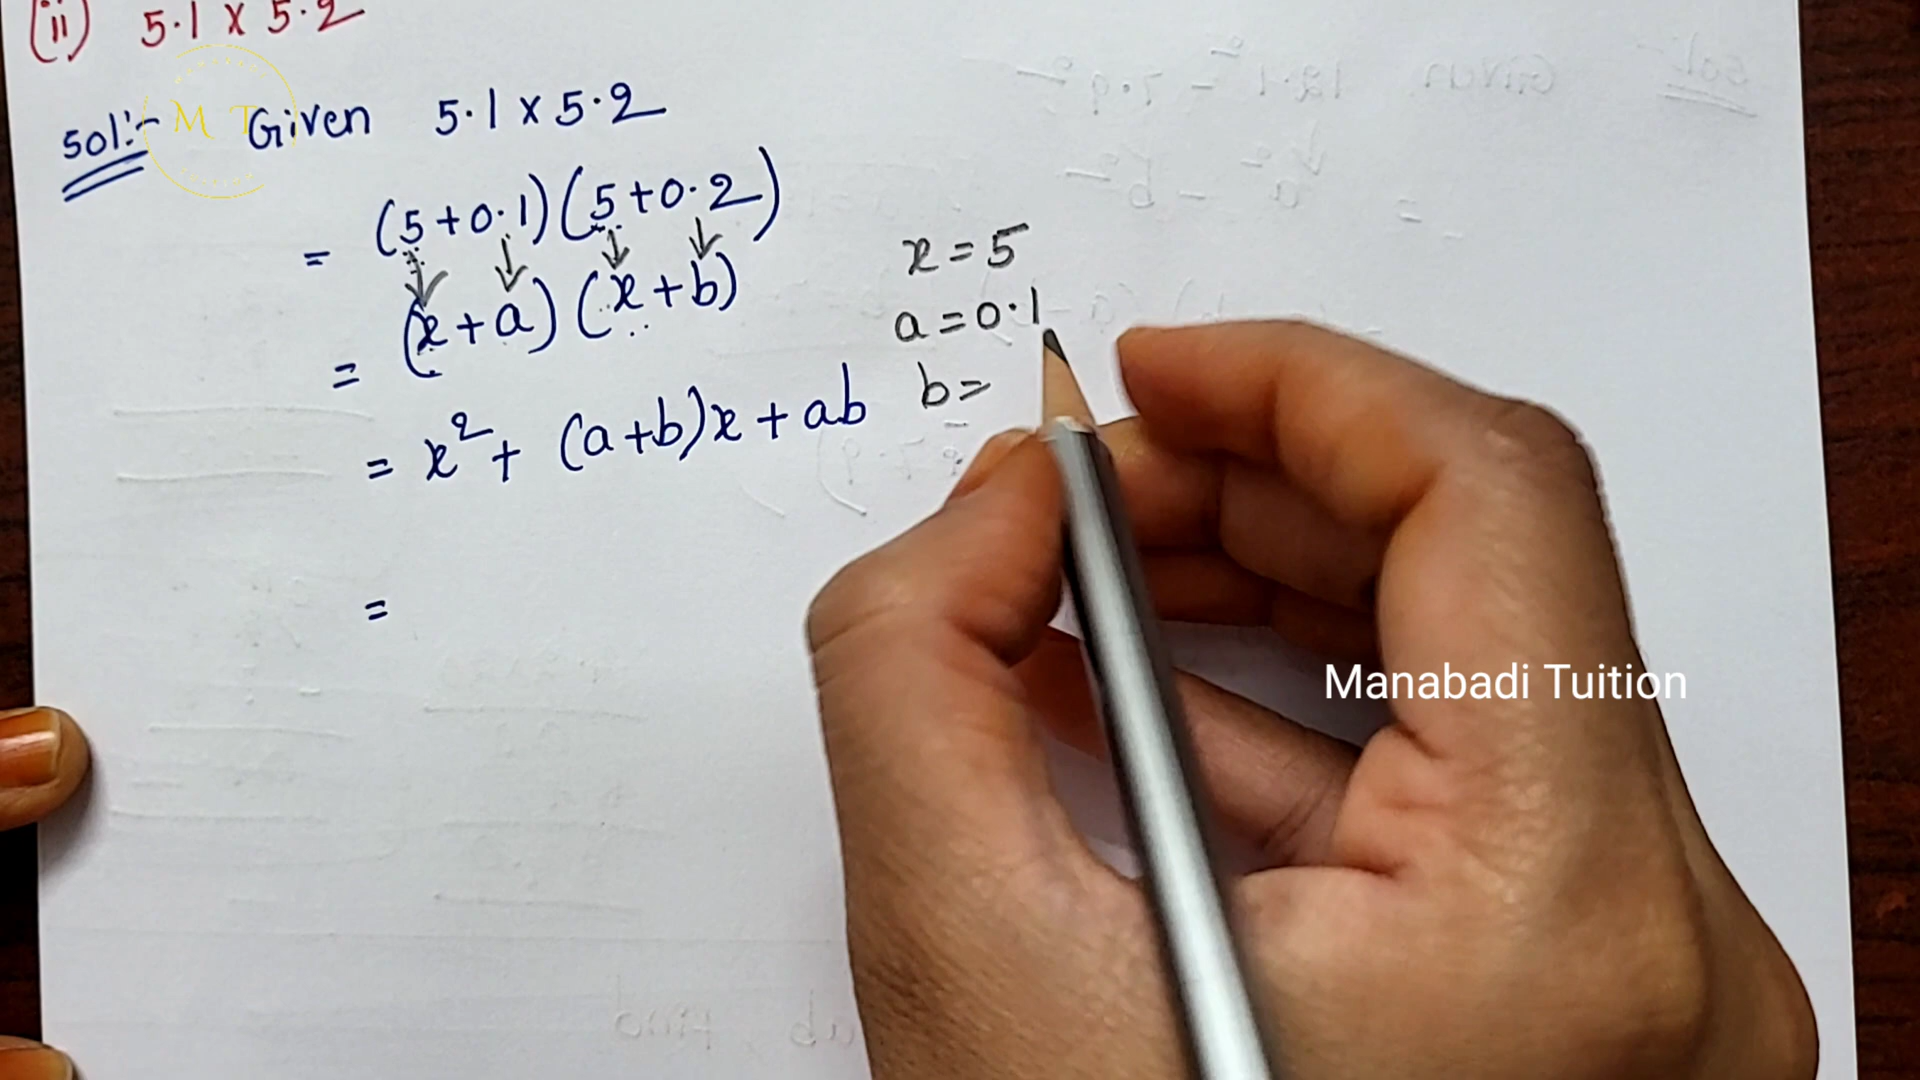 (ii) 5.1 x 5.2
Sol:- Given 5.1 x 5.2
M T
= (5+0.1)(5+0.2)
= (x+a)(x+b)
= x² + (a+b)x + ab
=
x = 5
a = 0.1
b =
Manabadi Tuition